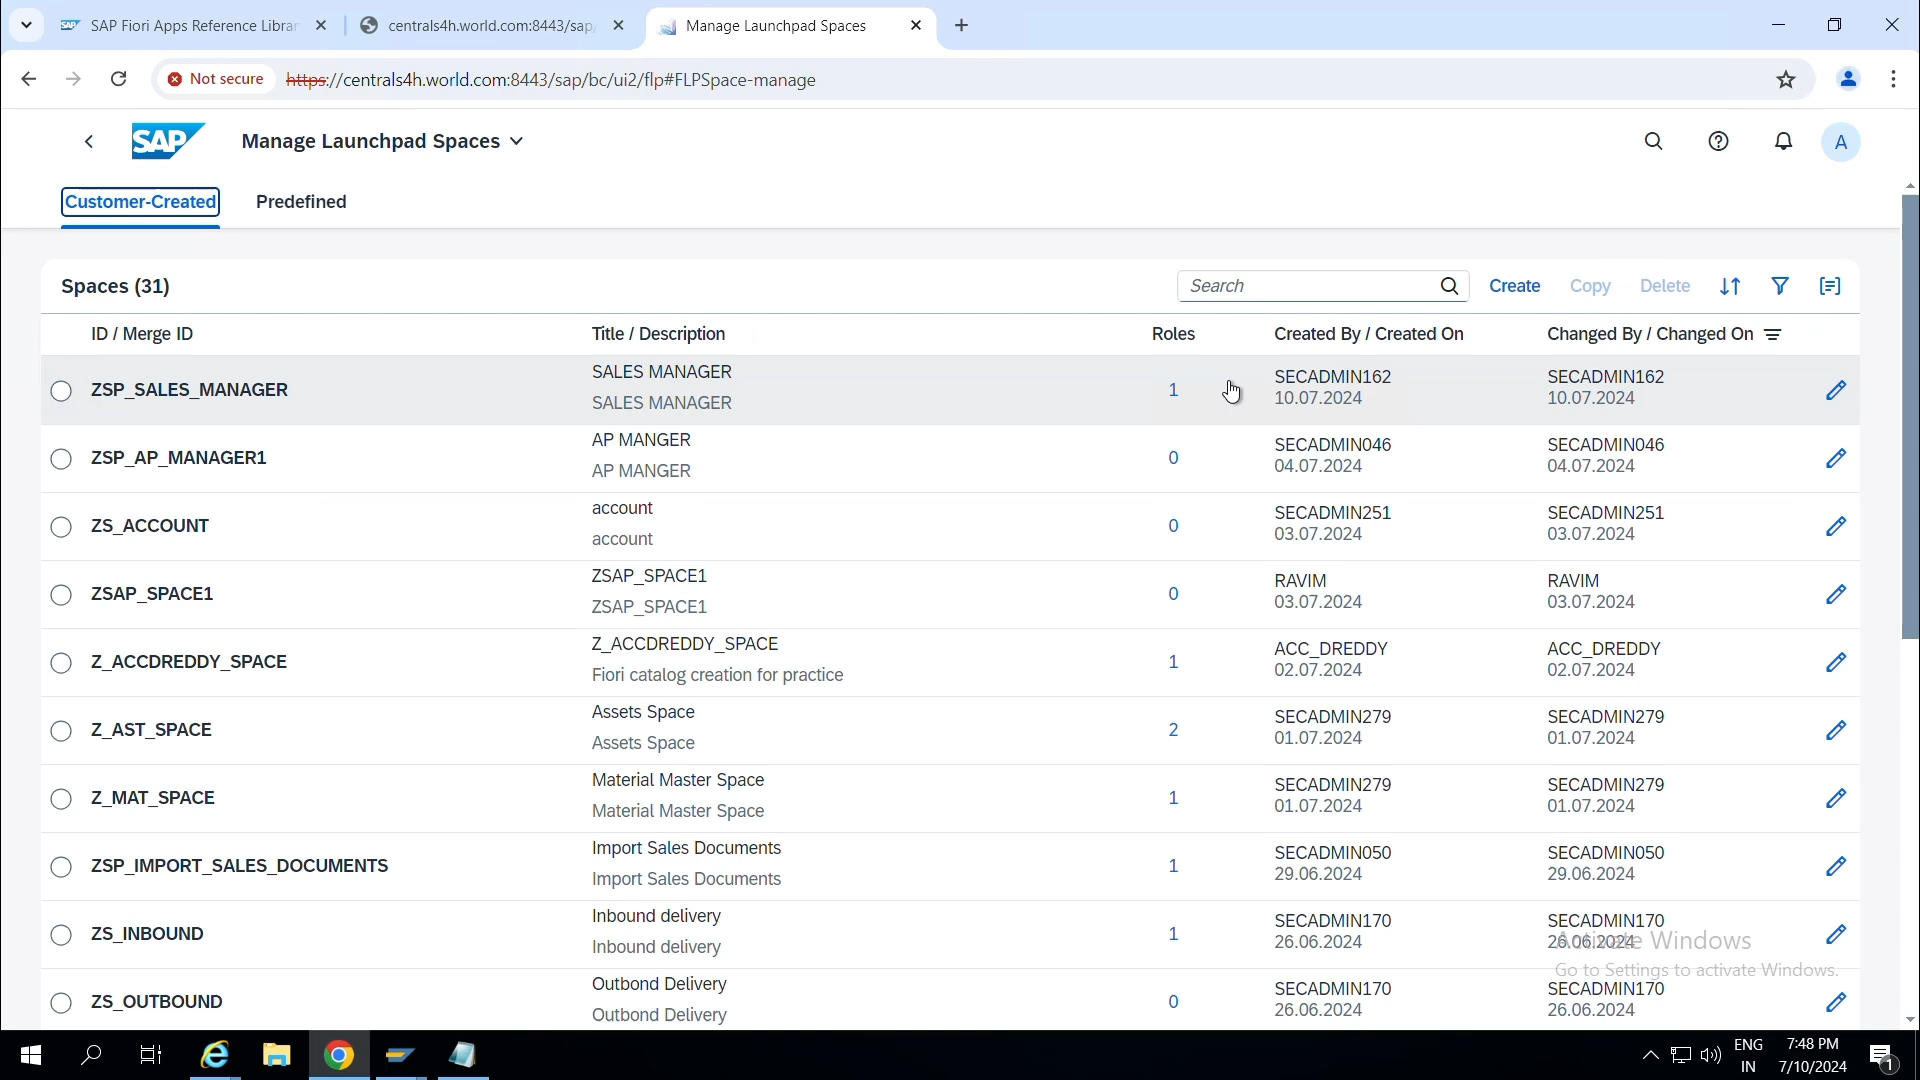 SAP Fiori Apps Reference Librar
centrals4h.world.com:8443/sap/
Manage Launchpad Spaces
Not secure
https://centrals4h.world.com:8443/sap/bc/ui2/flp#FLPSpace-manage
SAP
Manage Launchpad Spaces
A
Customer-Created
Predefined
Spaces (31)
Search
Create
Copy
Delete
ID / Merge ID
Title / Description
Roles
Created By / Created On
Changed By / Changed On
ZSP_SALES_MANAGER
SALES MANAGER
SALES MANAGER
1
SECADMIN162
10.07.2024
SECADMIN162
10.07.2024
ZSP_AP_MANAGER1
AP MANGER
AP MANGER
0
SECADMIN046
04.07.2024
SECADMIN046
04.07.2024
ZS_ACCOUNT
account
account
0
SECADMIN251
03.07.2024
SECADMIN251
03.07.2024
ZSAP_SPACE1
ZSAP_SPACE1
ZSAP_SPACE1
0
RAVIM
03.07.2024
RAVIM
03.07.2024
Z_ACCDREDDY_SPACE
Z_ACCDREDDY_SPACE
Fiori catalog creation for practice
1
ACC_DREDDY
02.07.2024
ACC_DREDDY
02.07.2024
Z_AST_SPACE
Assets Space
Assets Space
2
SECADMIN279
01.07.2024
SECADMIN279
01.07.2024
Z_MAT_SPACE
Material Master Space
Material Master Space
1
SECADMIN279
01.07.2024
SECADMIN279
01.07.2024
ZSP_IMPORT_SALES_DOCUMENTS
Import Sales Documents
Import Sales Documents
1
SECADMIN050
29.06.2024
SECADMIN050
29.06.2024
ZS_INBOUND
Inbound delivery
Inbound delivery
1
SECADMIN170
26.06.2024
SECADMIN170
26.06.2024
Activate Windows
Go to Settings to activate Windows.
ZS_OUTBOUND
Outbond Delivery
Outbond Delivery
0
SECADMIN170
26.06.2024
SECADMIN170
26.06.2024
ENG
IN
7:48 PM
7/10/2024
1